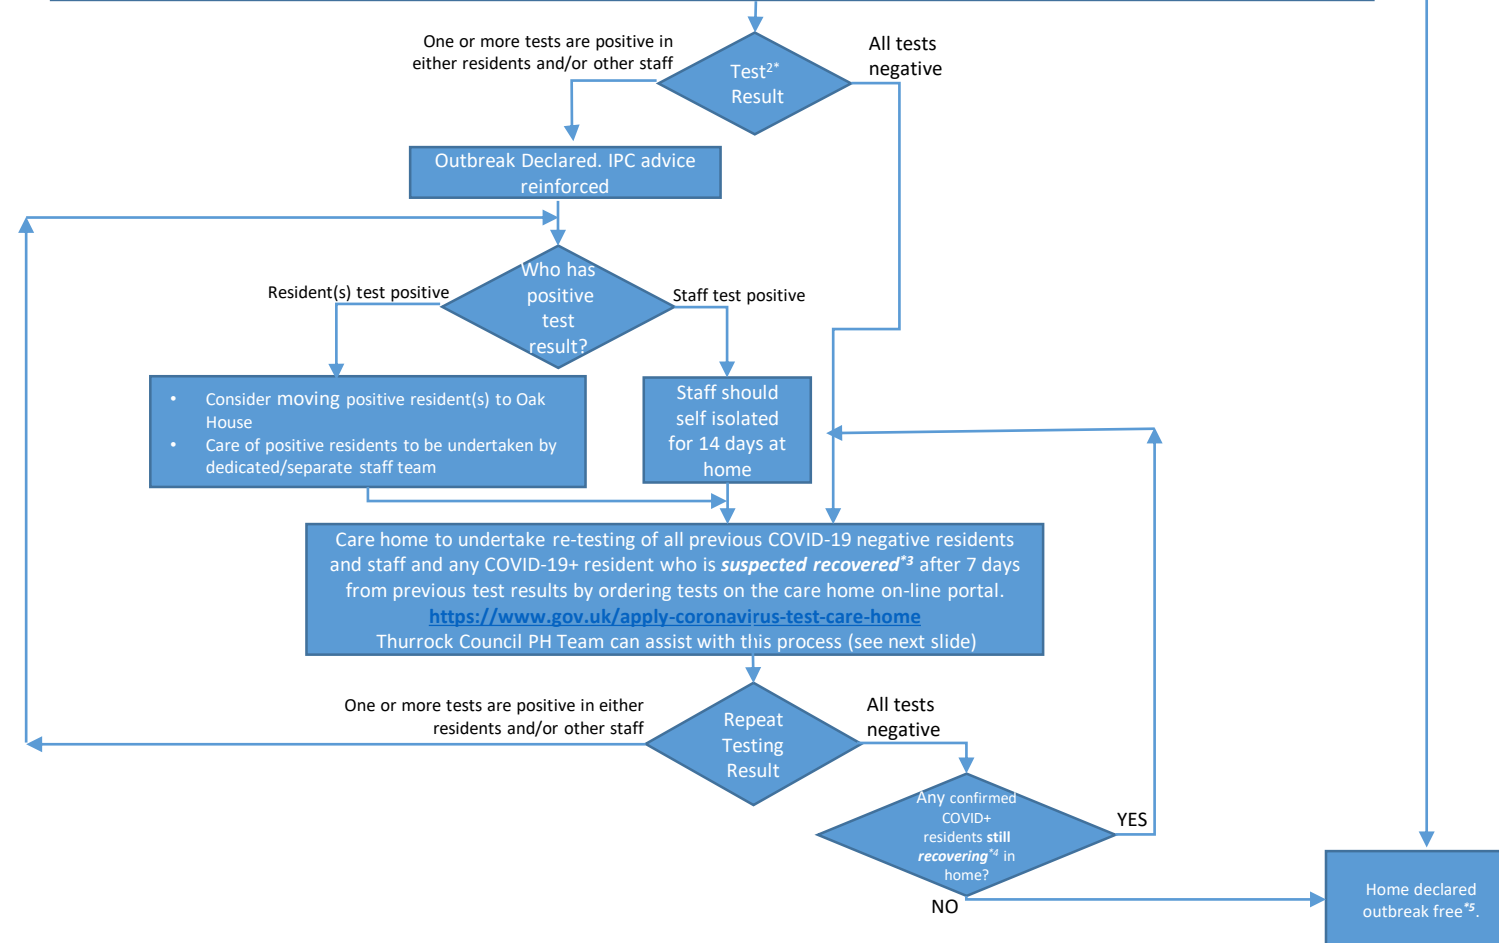 One or more tests are positive in
either residents and/or other staff
All tests
negative
Test2*
Result
Outbreak Declared. IPC advice
reinforced
Who has
positive
test
result?
Resident(s) test positive
Staff test positive
• Consider moving positive resident(s) to Oak
House
• Care of positive residents to be undertaken by
dedicated/separate staff team
Staff should
self isolated
for 14 days at
home
Care home to undertake re-testing of all previous COVID-19 negative residents
and staff and any COVID-19+ resident who is suspected recovered*3 after 7 days
from previous test results by ordering tests on the care home on-line portal.
https://www.gov.uk/apply-coronavirus-test-care-home
Thurrock Council PH Team can assist with this process (see next slide)
One or more tests are positive in either
residents and/or other staff
Repeat
Testing
Result
All tests
negative
Any confirmed
COVID+
residents still
recovering*4 in
home?
YES
NO
Home declared
outbreak free*5.